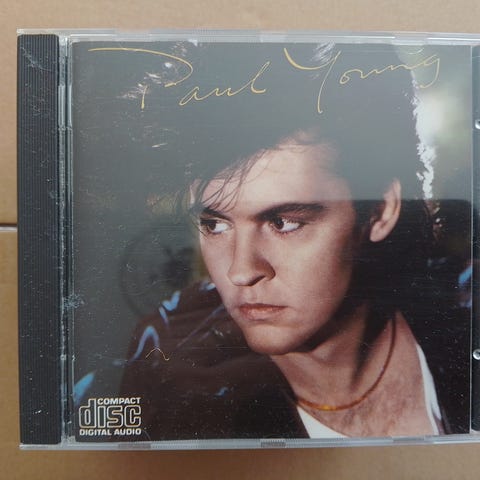 Paul Young
COMPACT
disc
DIGITAL AUDIO